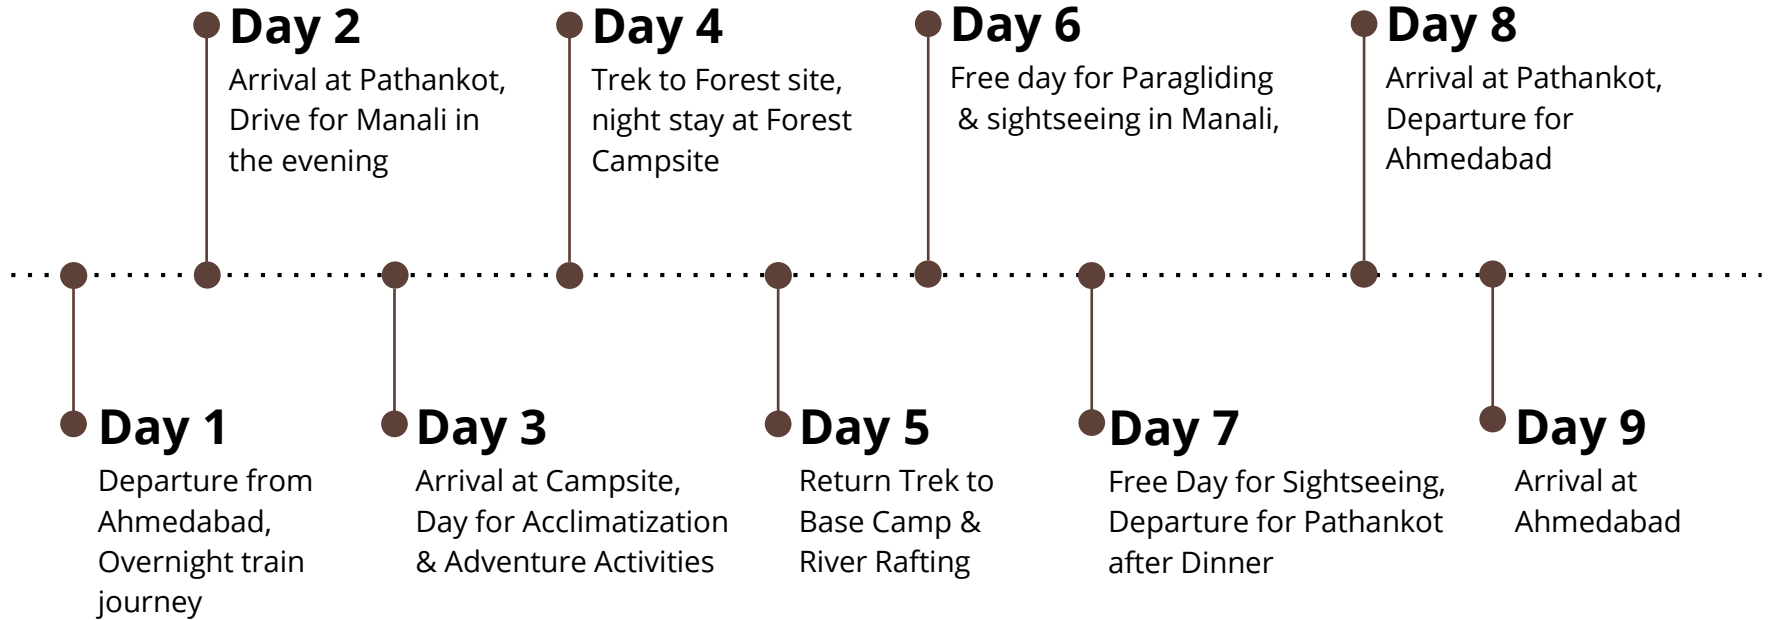 Day 2
Arrival at Pathankot,
Drive for Manali in
the evening
Day 4
Trek to Forest site,
night stay at Forest
Campsite
Day 6
Free day for Paragliding
& sightseeing in Manali,
Day 8
Arrival at Pathankot,
Departure for
Ahmedabad
Day 1
Departure from
Ahmedabad,
Overnight train
journey
Day 3
Arrival at Campsite,
Day for Acclimatization
& Adventure Activities
Day 5
Return Trek to
Base Camp &
River Rafting
Day 7
Free Day for Sightseeing,
Departure for Pathankot
after Dinner
Day 9
Arrival at
Ahmedabad